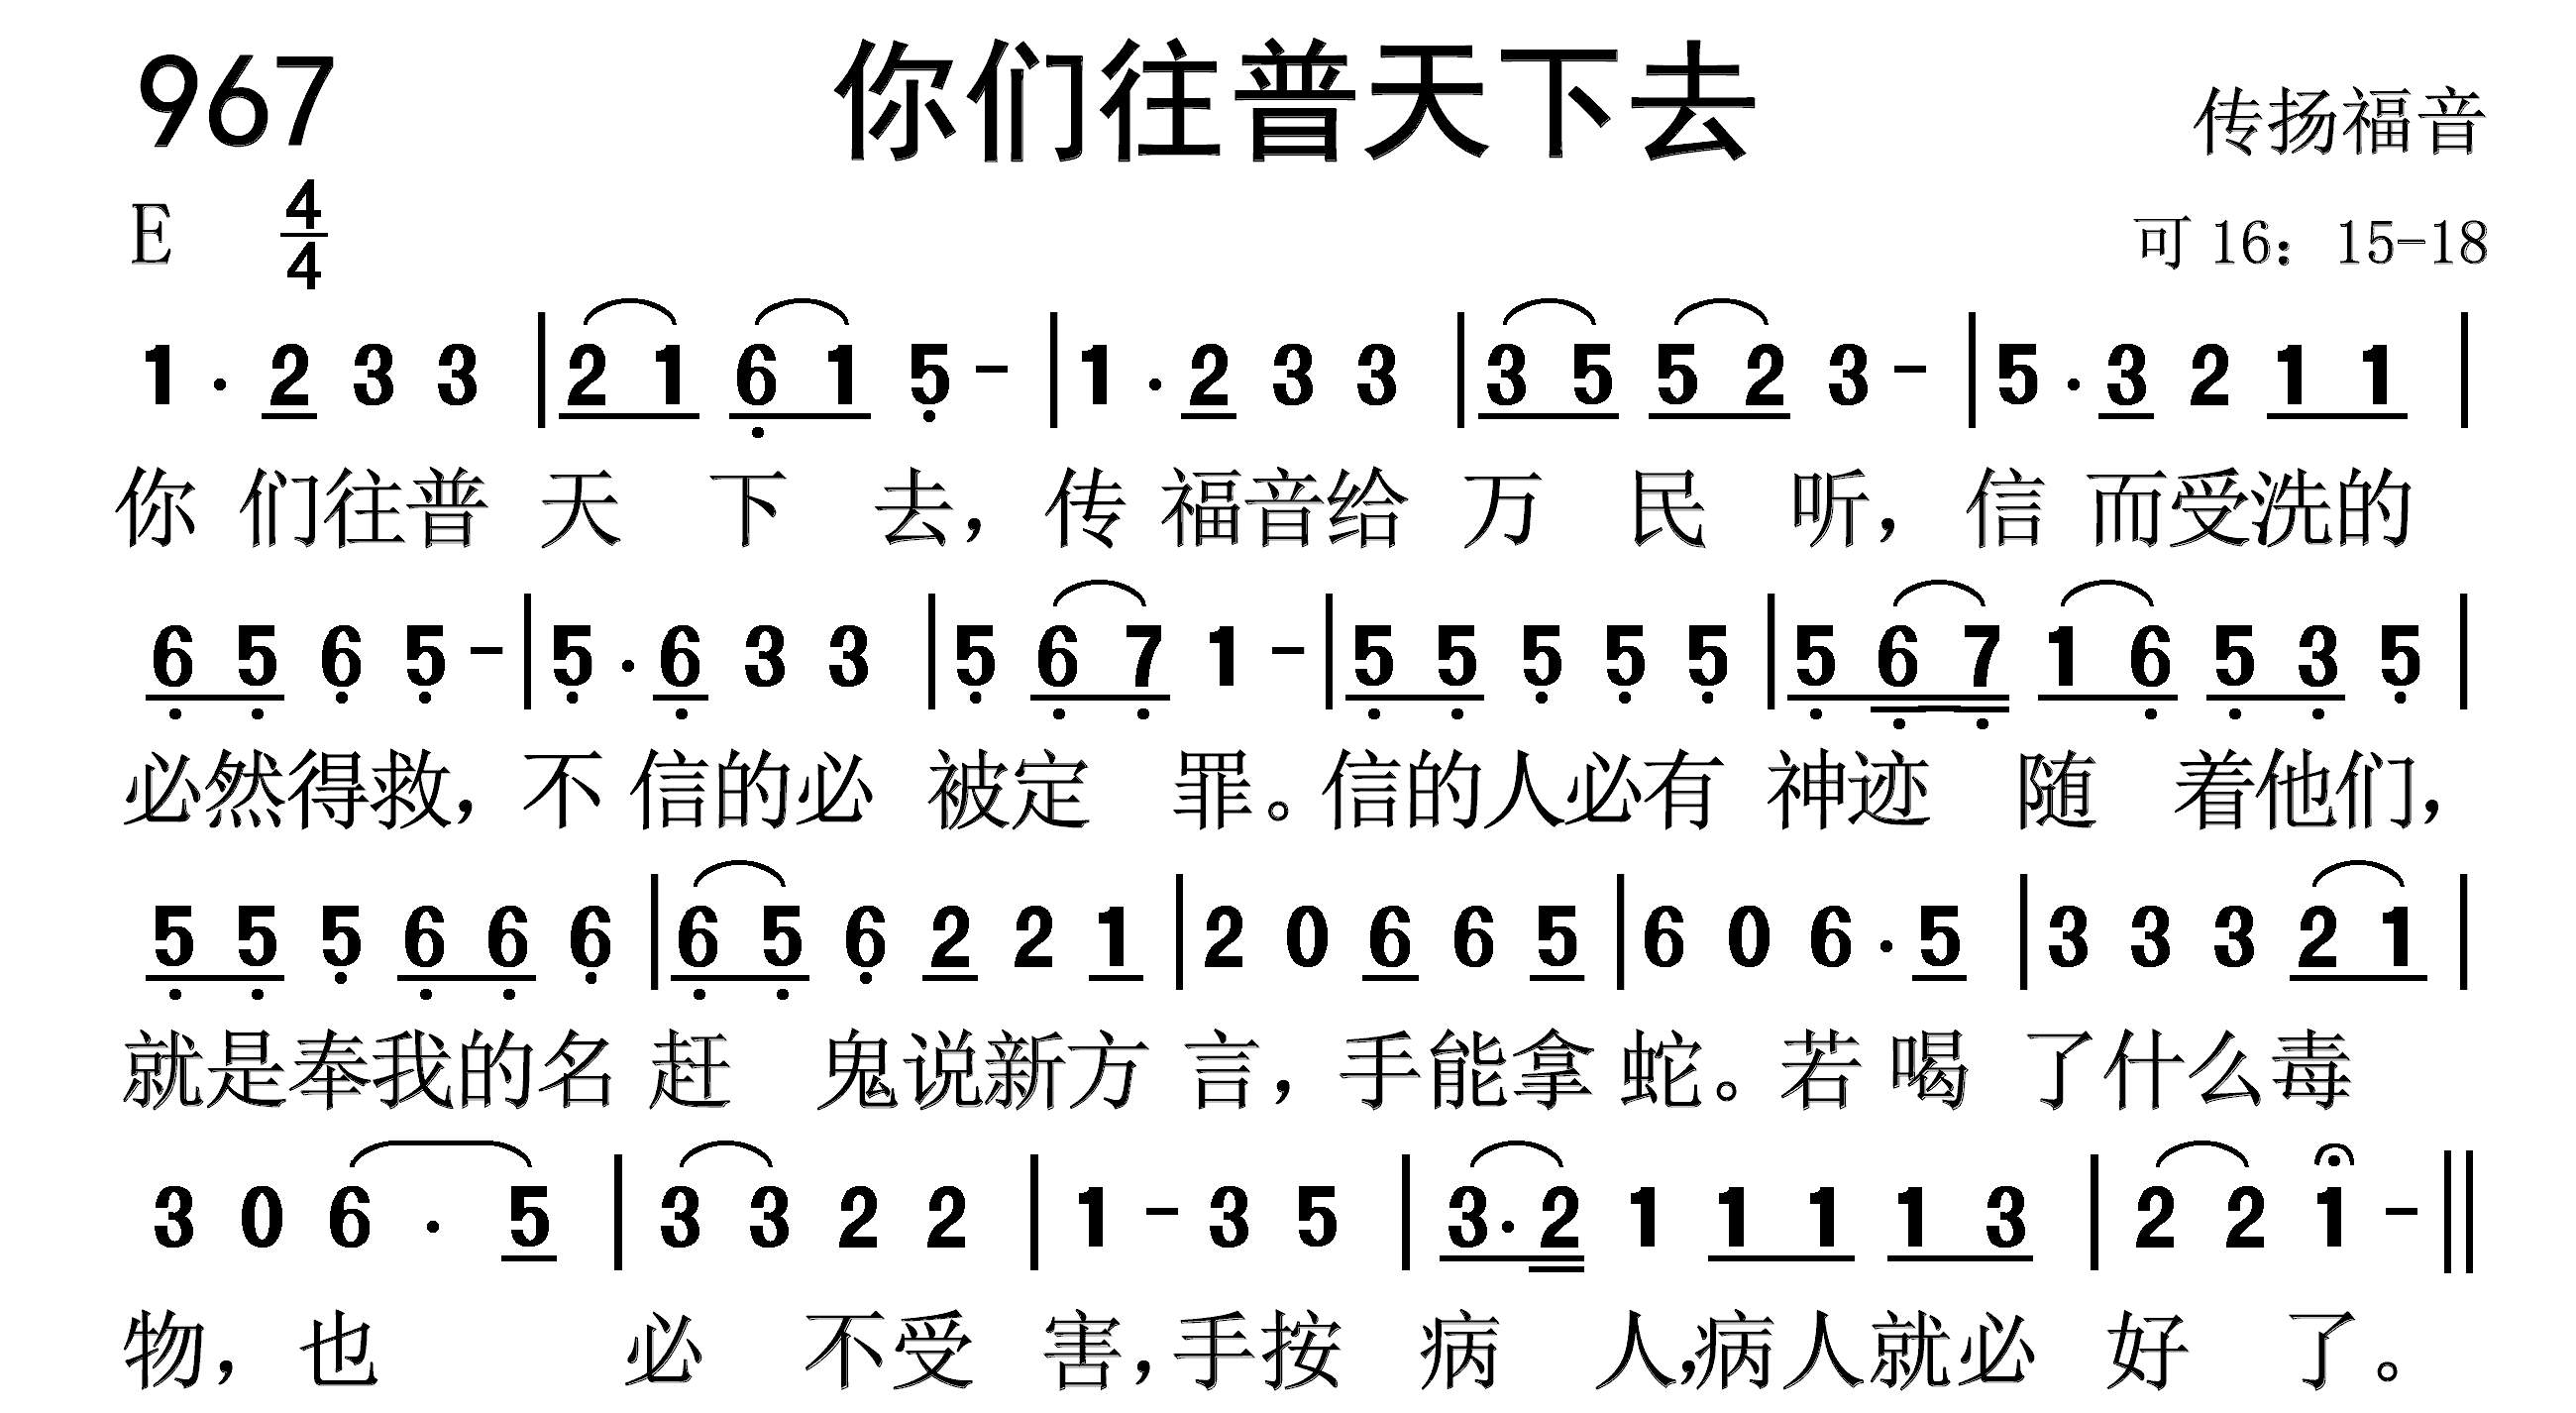 967 你们往普天下去 传扬福音
E 4/4 可 16：15-18
1 . 2 3 3 | 2 1 6 1 5 - | 1 . 2 3 3 | 3 5 5 2 3 - | 5 . 3 2 1 1 |
你 们往普 天 下 去，传 福音给 万 民 听，信 而受洗的
6 5 6 5 - | 5 . 6 3 3 | 5 6 7 1 - | 5 5 5 5 5 | 5 6 7 1 6 5 3 5 |
必然得救，不 信的必 被定 罪。信的人必有 神迹 随 着他们，
5 5 5 6 6 6 | 6 5 6 2 2 1 | 2 0 6 6 5 | 6 0 6 . 5 | 3 3 3 2 1 |
就是奉我的名 赶 鬼说新方 言，手能拿 蛇。若 喝 了什么毒
3 0 6 . 5 | 3 3 2 2 | 1 - 3 5 | 3 . 2 1 1 1 1 3 | 2 2 1 - ||
物，也 必 不受 害，手按 病 人，病人就必 好 了。